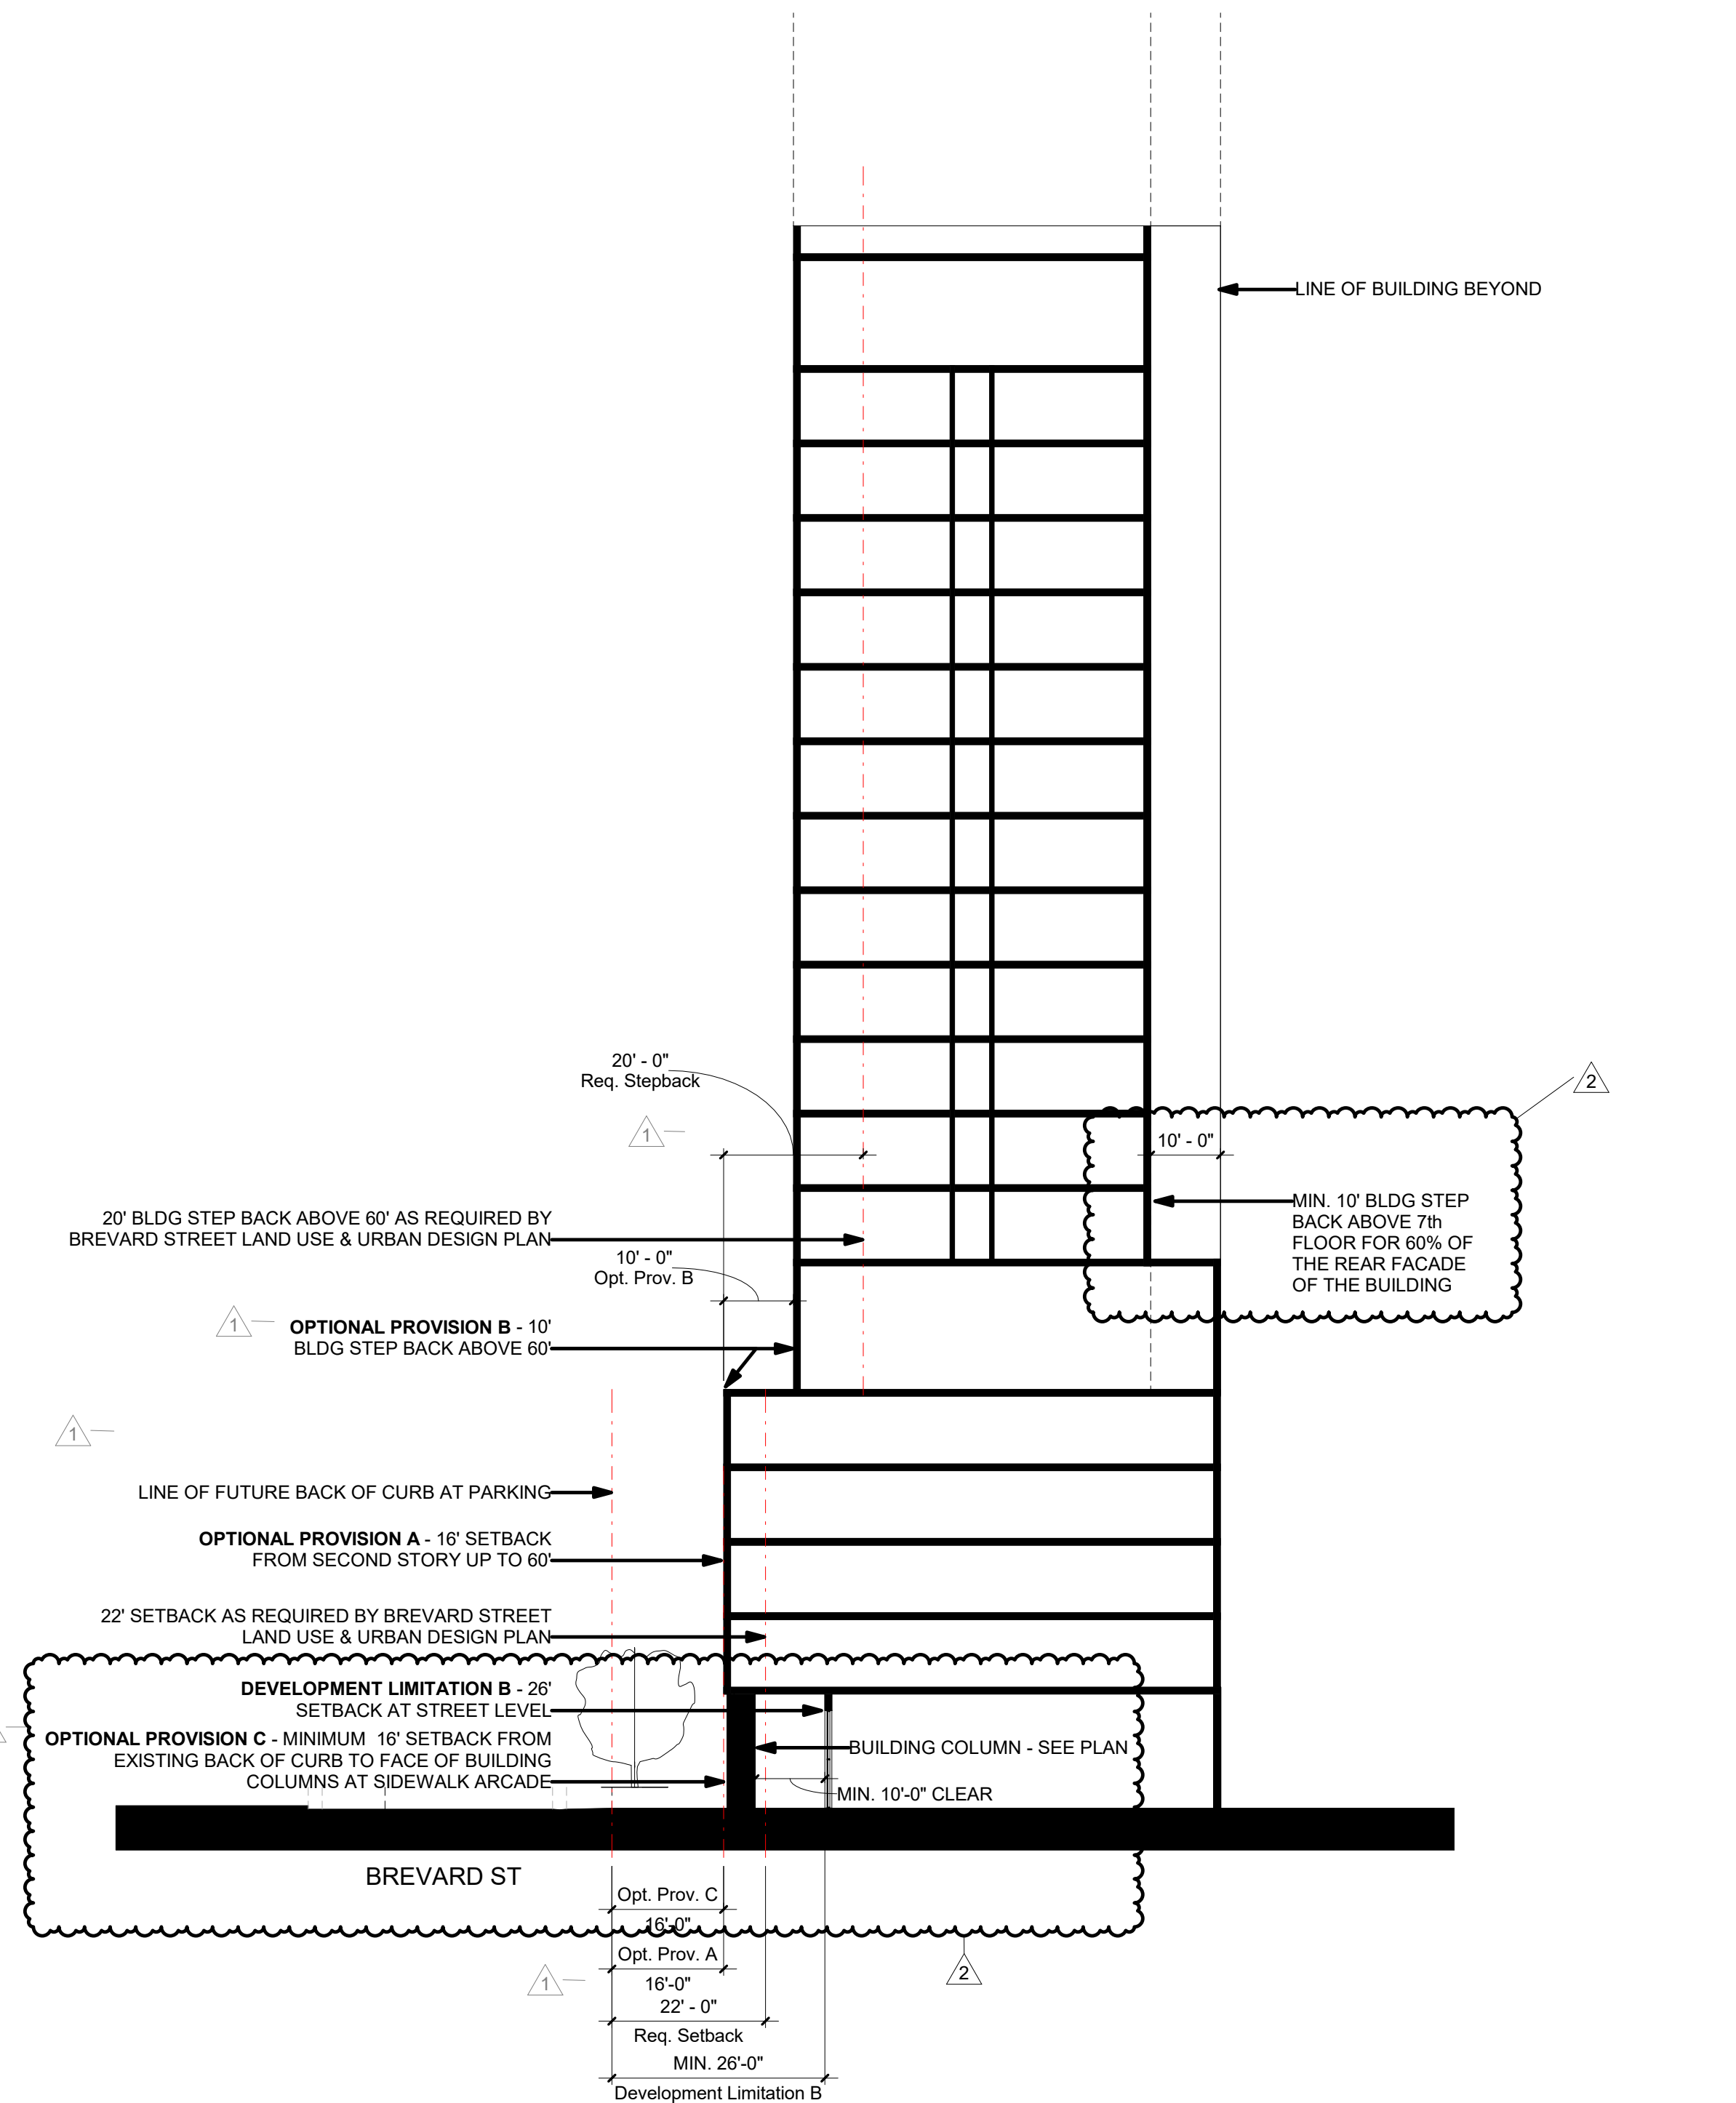 LINE OF BUILDING BEYOND
20' - 0"
Req. Stepback
1
2
10' - 0"
MIN. 10' BLDG STEP
BACK ABOVE 7th
FLOOR FOR 60% OF
THE REAR FACADE
OF THE BUILDING
20' BLDG STEP BACK ABOVE 60' AS REQUIRED BY
BREVARD STREET LAND USE & URBAN DESIGN PLAN
10' - 0"
Opt. Prov. B
1
OPTIONAL PROVISION B - 10'
BLDG STEP BACK ABOVE 60'
1
LINE OF FUTURE BACK OF CURB AT PARKING
OPTIONAL PROVISION A - 16' SETBACK
FROM SECOND STORY UP TO 60'
22' SETBACK AS REQUIRED BY BREVARD STREET
LAND USE & URBAN DESIGN PLAN
DEVELOPMENT LIMITATION B - 26'
SETBACK AT STREET LEVEL
OPTIONAL PROVISION C - MINIMUM 16' SETBACK FROM
EXISTING BACK OF CURB TO FACE OF BUILDING
COLUMNS AT SIDEWALK ARCADE
BUILDING COLUMN - SEE PLAN
MIN. 10'-0" CLEAR
BREVARD ST
Opt. Prov. C
16'-0"
Opt. Prov. A
16'-0"
1
2
22' - 0"
Req. Setback
MIN. 26'-0"
Development Limitation B